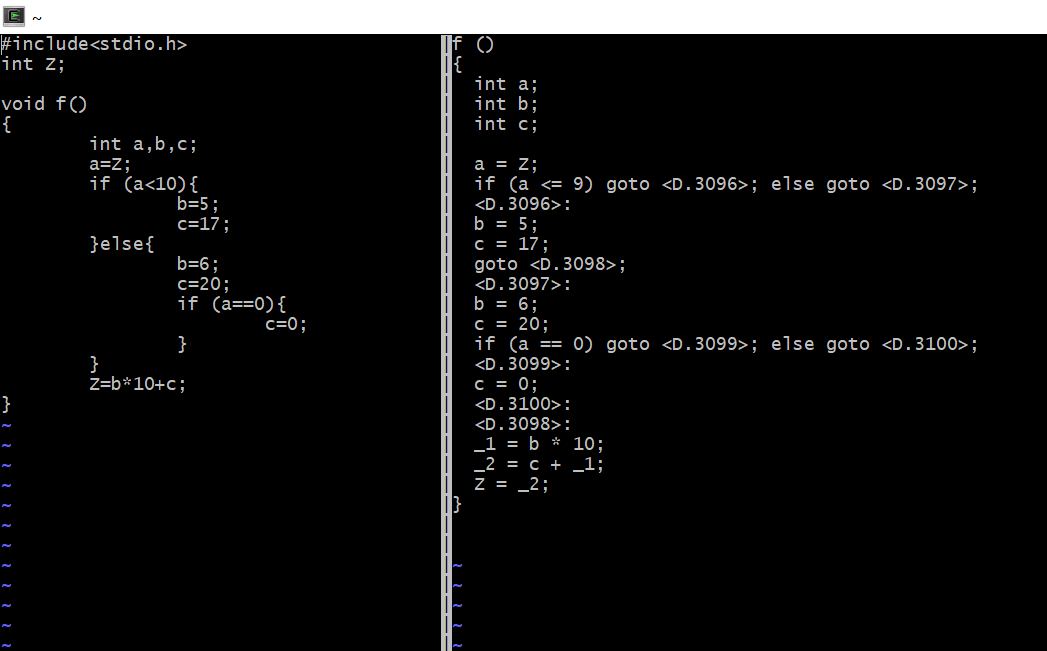 ~
#include<stdio.h>
int Z;
void f()
{
int a,b,c;
a=Z;
if (a<10){
b=5;
c=17;
}else{
b=6;
c=20;
if (a==0){
c=0;
}
}
Z=b*10+c;
}
~
~
~
~
~
~
~
~
~
~
~
~
f ()
{
int a;
int b;
int c;
a = Z;
if (a <= 9) goto <D.3096>; else goto <D.3097>;
<D.3096>:
b = 5;
c = 17;
goto <D.3098>;
<D.3097>:
b = 6;
c = 20;
if (a == 0) goto <D.3099>; else goto <D.3100>;
<D.3099>:
c = 0;
<D.3100>:
<D.3098>:
_1 = b * 10;
_2 = c + _1;
Z = _2;
}
~
~
~
~
~